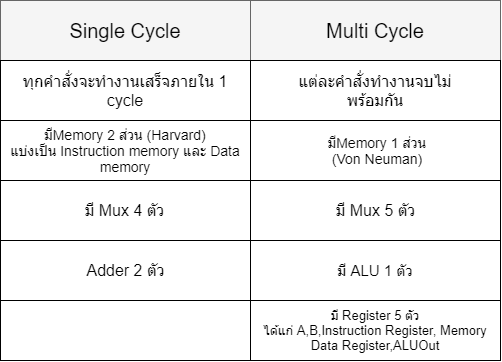 Single Cycle
Multi Cycle
ทุกคำสั่งจะทำงานเสร็จภายใน 1
cycle
แต่ละคำสั่งทำงานจบไม่
พร้อมกัน
มีMemory 2 ส่วน (Harvard)
แบ่งเป็น Instruction memory และ Data
memory
มีMemory 1 ส่วน
(Von Neuman)
มี Mux 4 ตัว
มี Mux 5 ตัว
Adder 2 ตัว
มี ALU 1 ตัว
มี Register 5 ตัว
ได้แก่ A,B,Instruction Register, Memory
Data Register,ALUOut